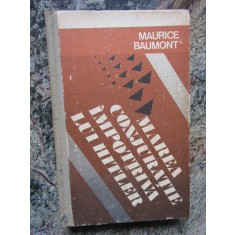 MAURICE
BAUMONT
MAREA
CONJURAȚIE
ÎMPOTRIVA
LUI HITLER